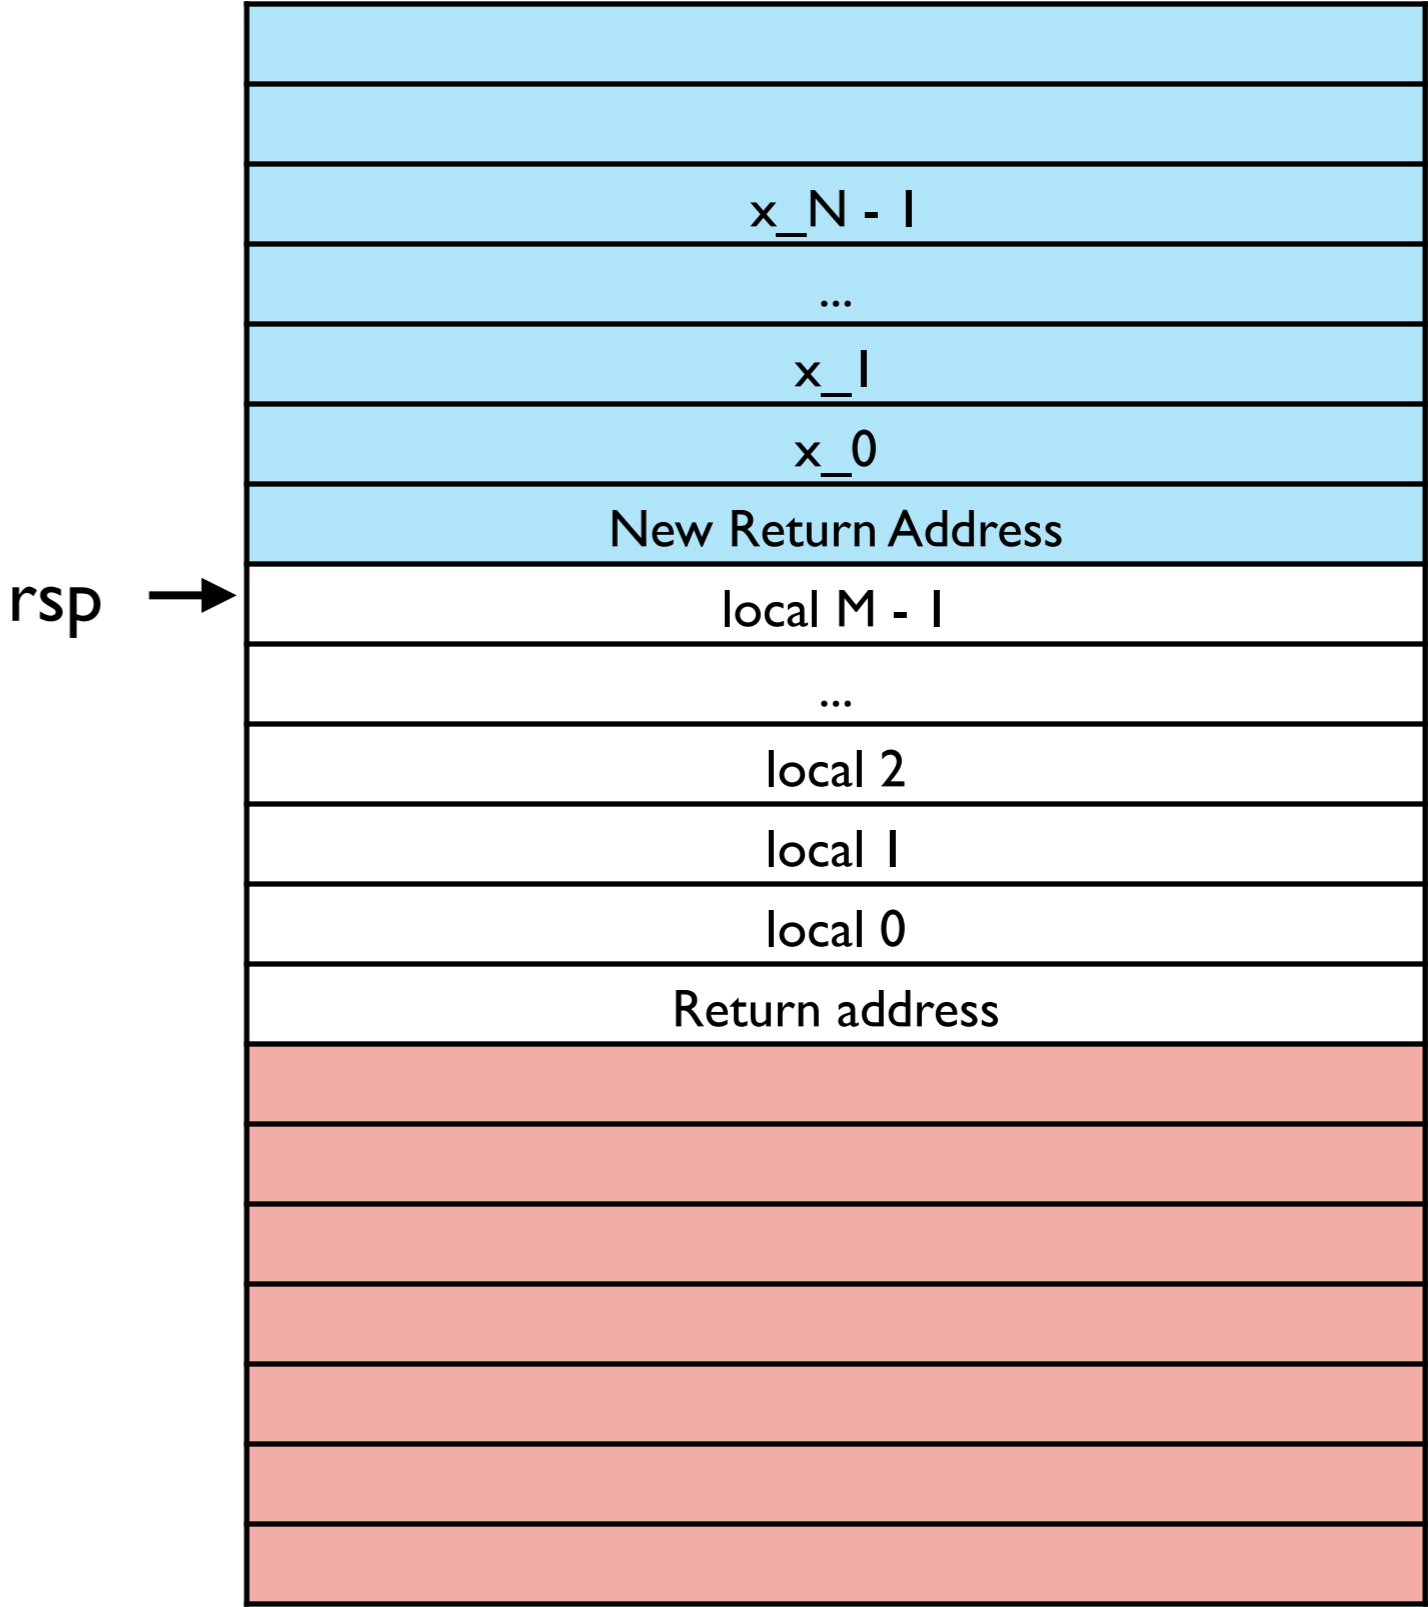 x_N - 1
...
x_1
x_0
New Return Address
rsp
local M - 1
...
local 2
local 1
local 0
Return address